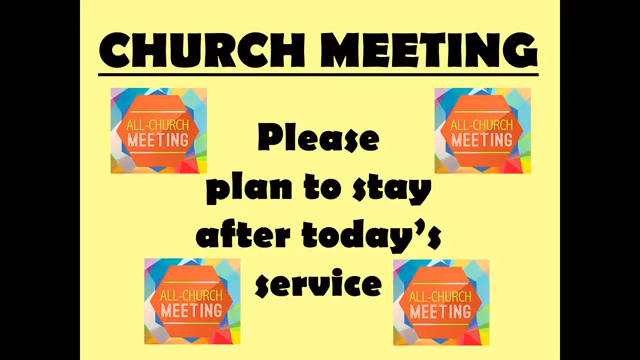 CHURCH MEETING
ALL-CHURCH
MEETING
ALL-CHURCH
MEETING
Please
plan to stay
after today's
service
ALL-CHURCH
MEETING
ALL-CHURCH
MEETING